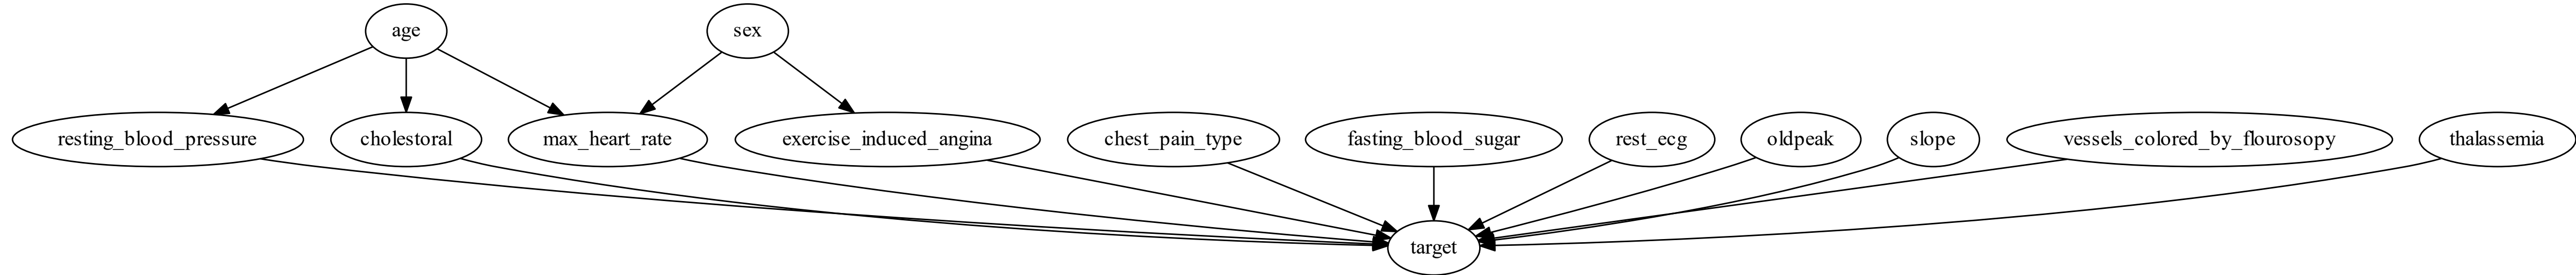 age
sex
resting_blood_pressure
cholestoral
max_heart_rate
exercise_induced_angina
chest_pain_type
fasting_blood_sugar
rest_ecg
oldpeak
slope
vessels_colored_by_flourosopy
thalassemia
target